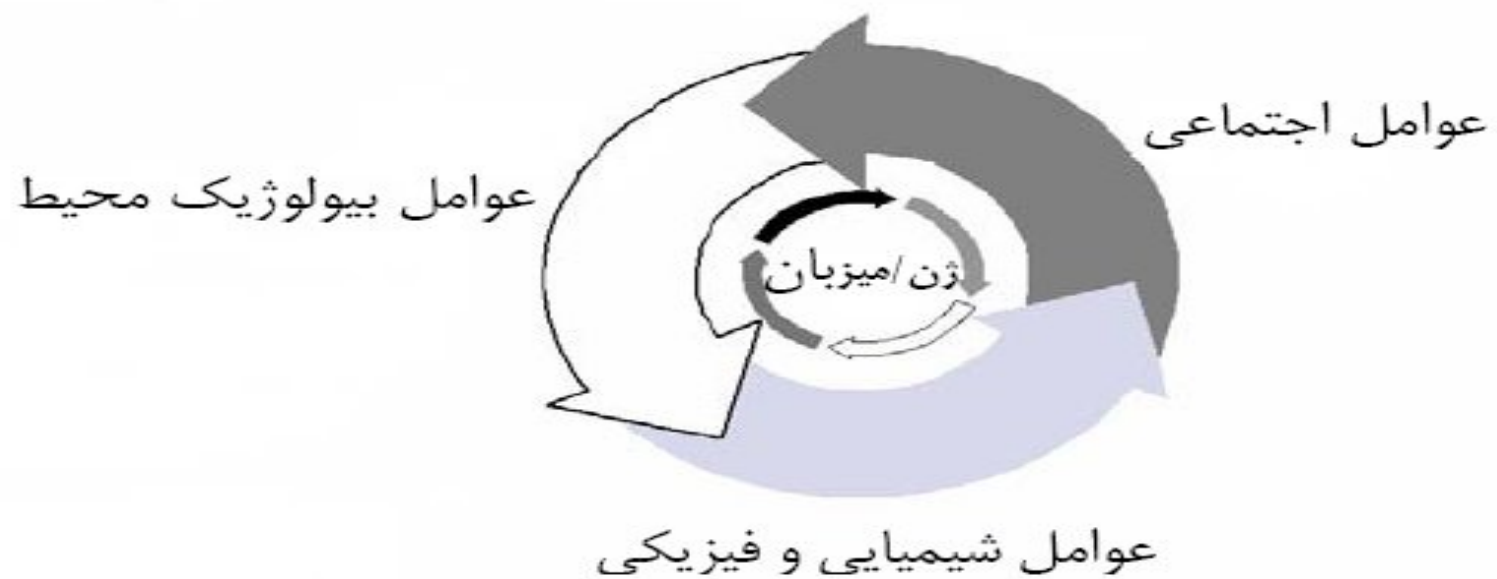 عوامل اجتماعی
عوامل بیولوژیک محیط
ژن/میزبان
عوامل شیمیایی و فیزیکی